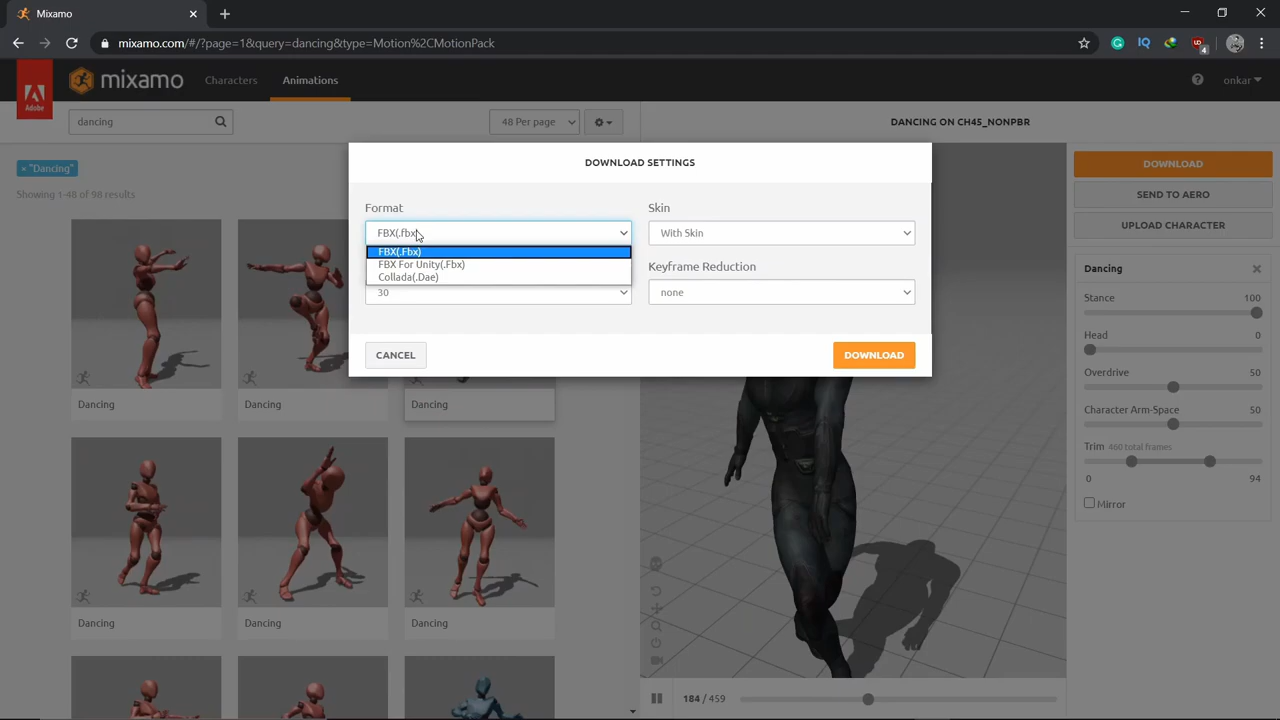 Mixamo
mixamo.com/#/?page=1&query=dancing&type=Motion%2CMotionPack
4
Adobe
mixamo
Characters
Animations
onkar
dancing
48 Per page
DANCING ON CH45_NONPBR
× "Dancing"
Showing 1-48 of 98 results
DOWNLOAD SETTINGS
Format
Skin
FBX(.fbx)
With Skin
FBX(.Fbx)
FBX For Unity(.Fbx)
Collada(.Dae)
Keyframe Reduction
30
none
CANCEL
DOWNLOAD
DOWNLOAD
SEND TO AERO
UPLOAD CHARACTER
Dancing
Stance
100
Head
0
Overdrive
50
Character Arm-Space
50
Trim 460 total frames
0
94
Mirror
Dancing
Dancing
Dancing
Dancing
Dancing
Dancing
184 / 459